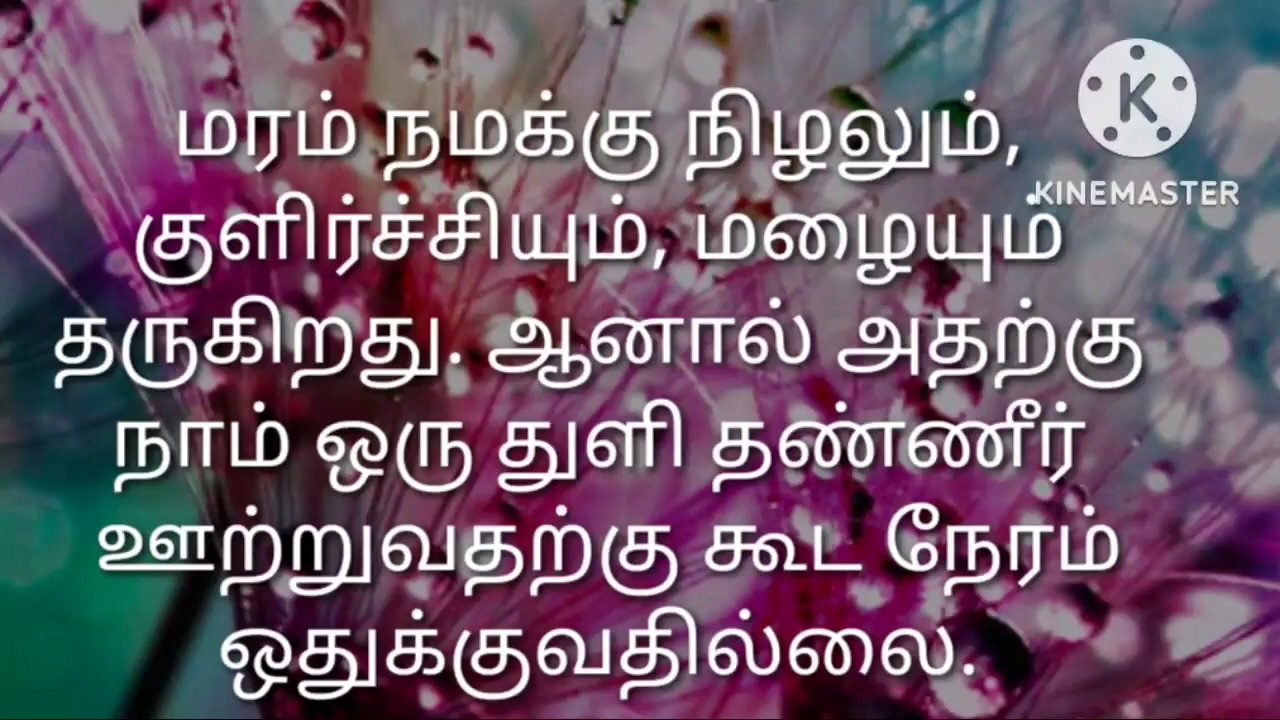 மரம் நமக்கு நிழலும்,
குளிர்ச்சியும், மழையும்
தருகிறது. ஆனால் அதற்கு
நாம் ஒரு துளி தண்ணீர்
ஊற்றுவதற்கு கூட நேரம்
ஒதுக்குவதில்லை.
K
KINEMASTER